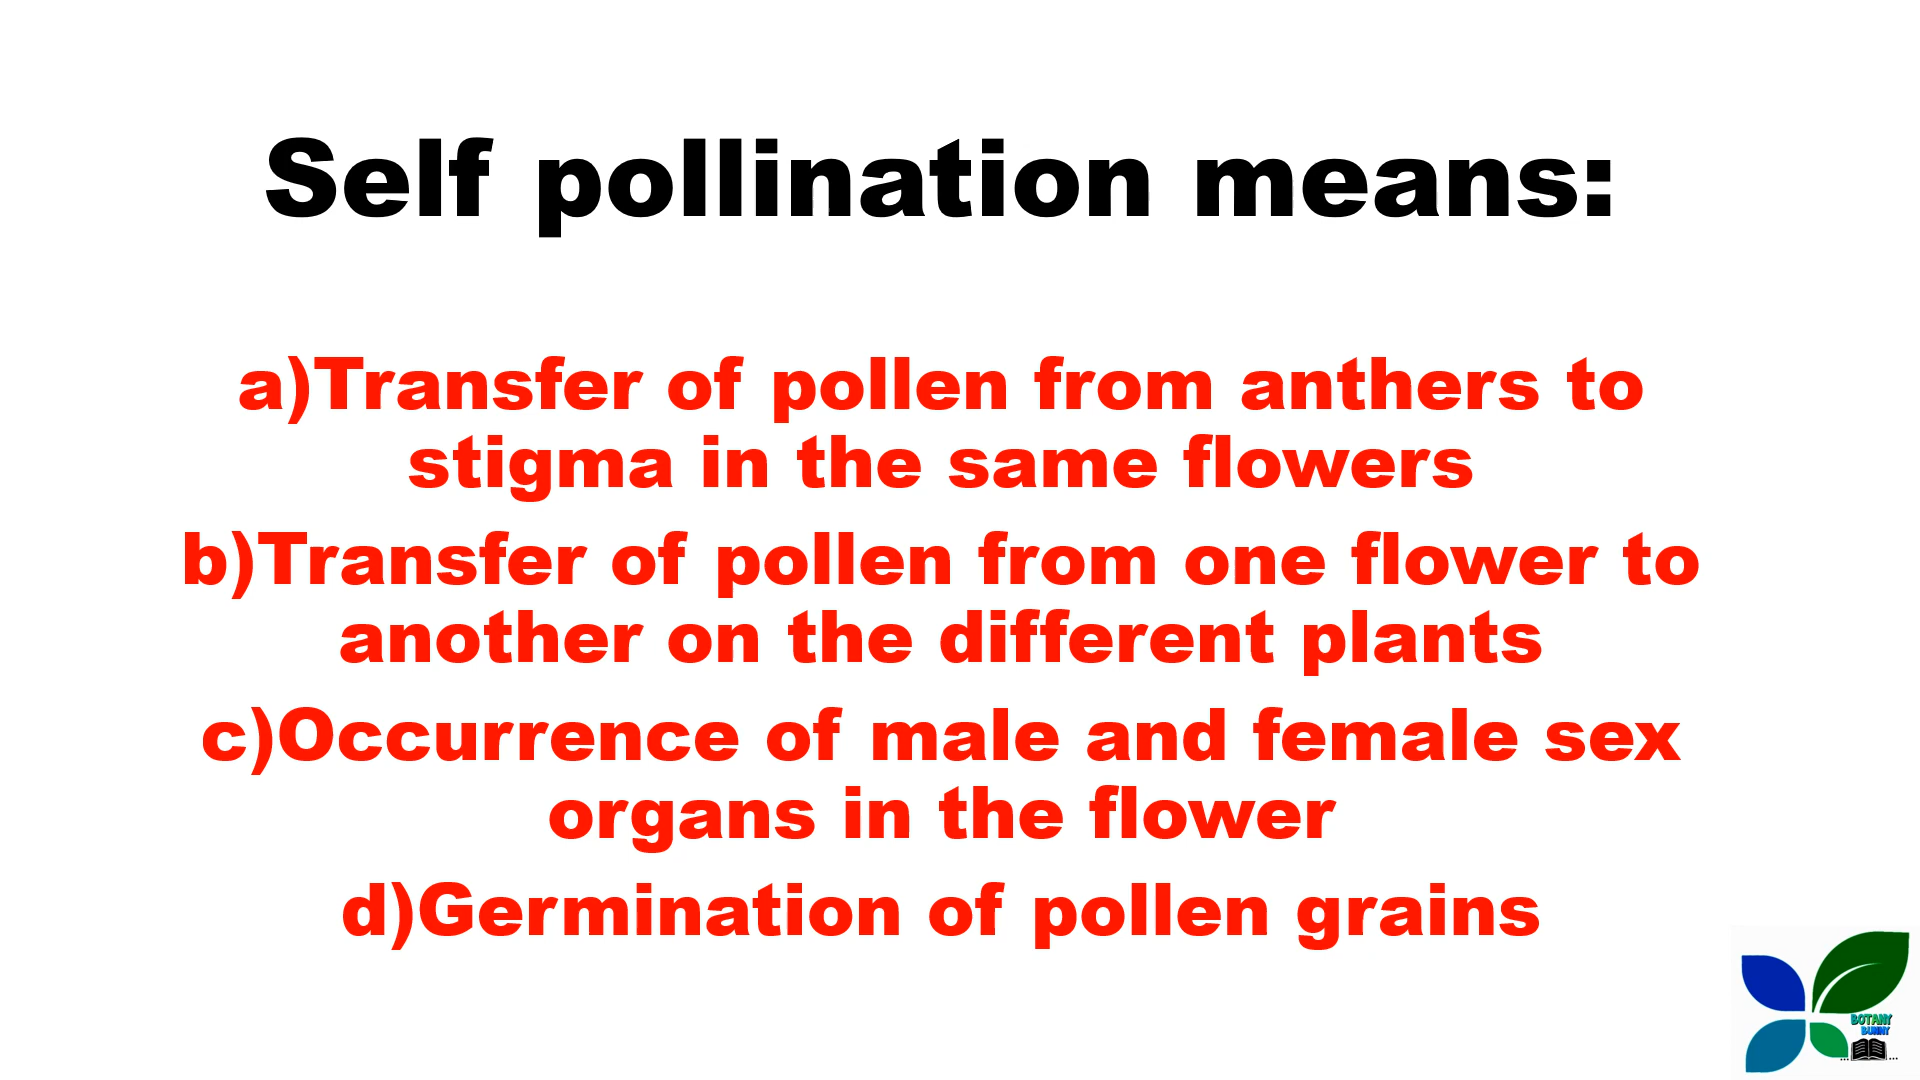 Self pollination means:
a)Transfer of pollen from anthers to
stigma in the same flowers
b)Transfer of pollen from one flower to
another on the different plants
c)Occurrence of male and female sex
organs in the flower
d)Germination of pollen grains
BOTANY
BUNNY